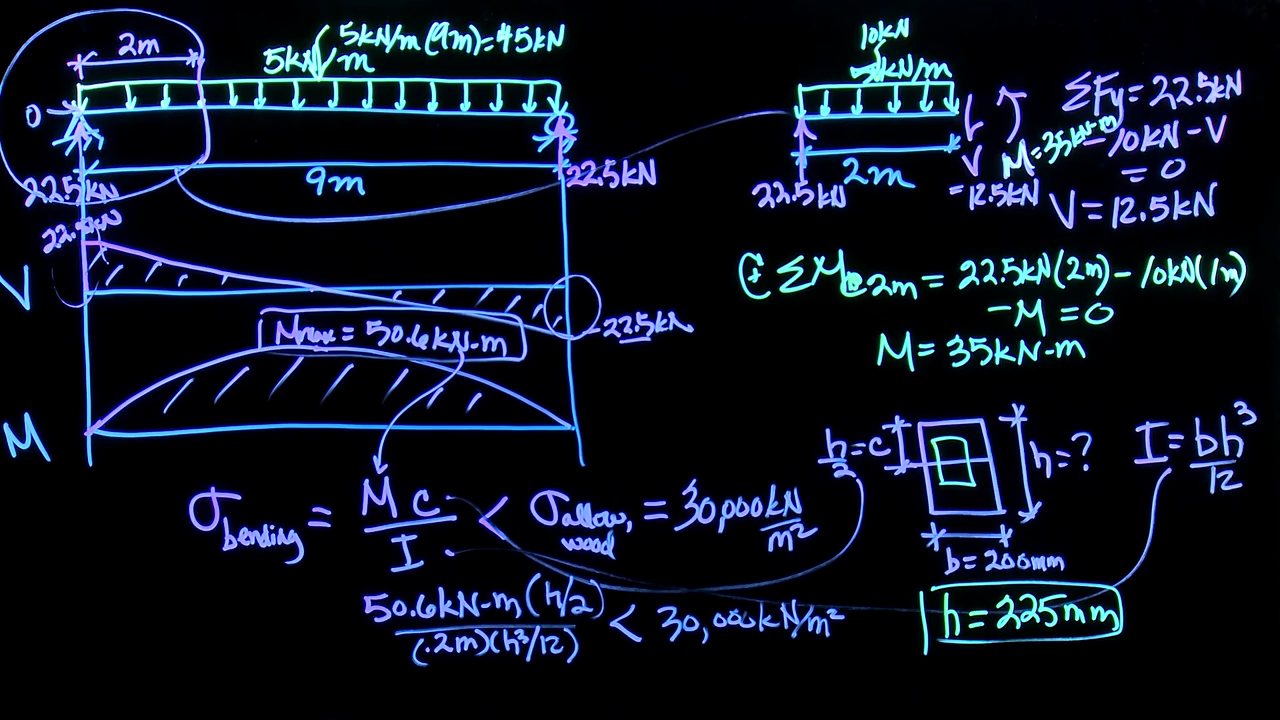 2m
5kN/m (9m) = 45kN
5kN/m
0
22.5kN
9m
22.5kN
10kN
5kN/m
22.5kN
2m
V
= 12.5kN
M = 35kN-m
ΣFy = 22.5kN
- 10kN - V
= 0
V = 12.5kN
22.5kN
V
-22.5kN
ΣM@2m = 22.5kN(2m) - 10kN(1m)
- M = 0
M = 35kN-m
Mmax = 50.6kN-m
M
h/2 = c
h = ?
b = 200mm
I = bh³/12
σbending = Mc/I < σallow, wood = 30,000 kN/m²
50.6kN-m (h/2)/(.2m)(h³/12) < 30,000kN/m²
h = 225mm